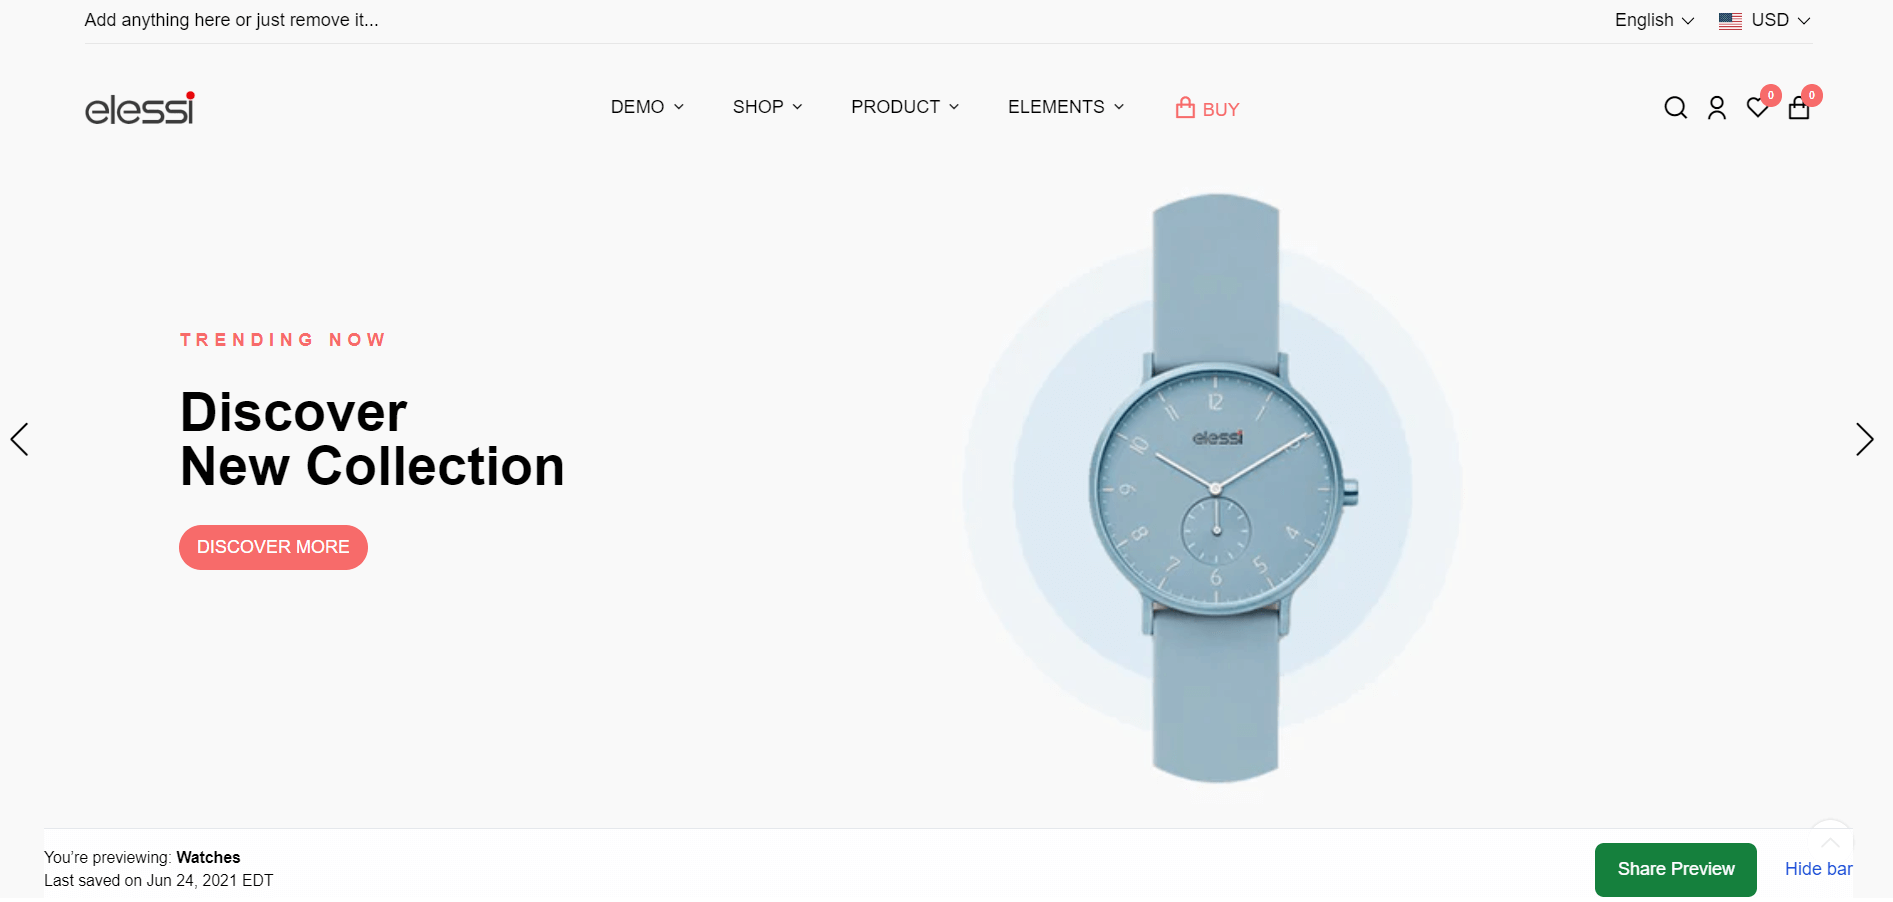 Add anything here or just remove it...
English
USD
elessi
DEMO
SHOP
PRODUCT
ELEMENTS
BUY
0
0
TRENDING NOW
Discover
New Collection
DISCOVER MORE
12
elessi
10
9
8
7
6
5
4
You're previewing: Watches
Last saved on Jun 24, 2021 EDT
Share Preview
Hide bar